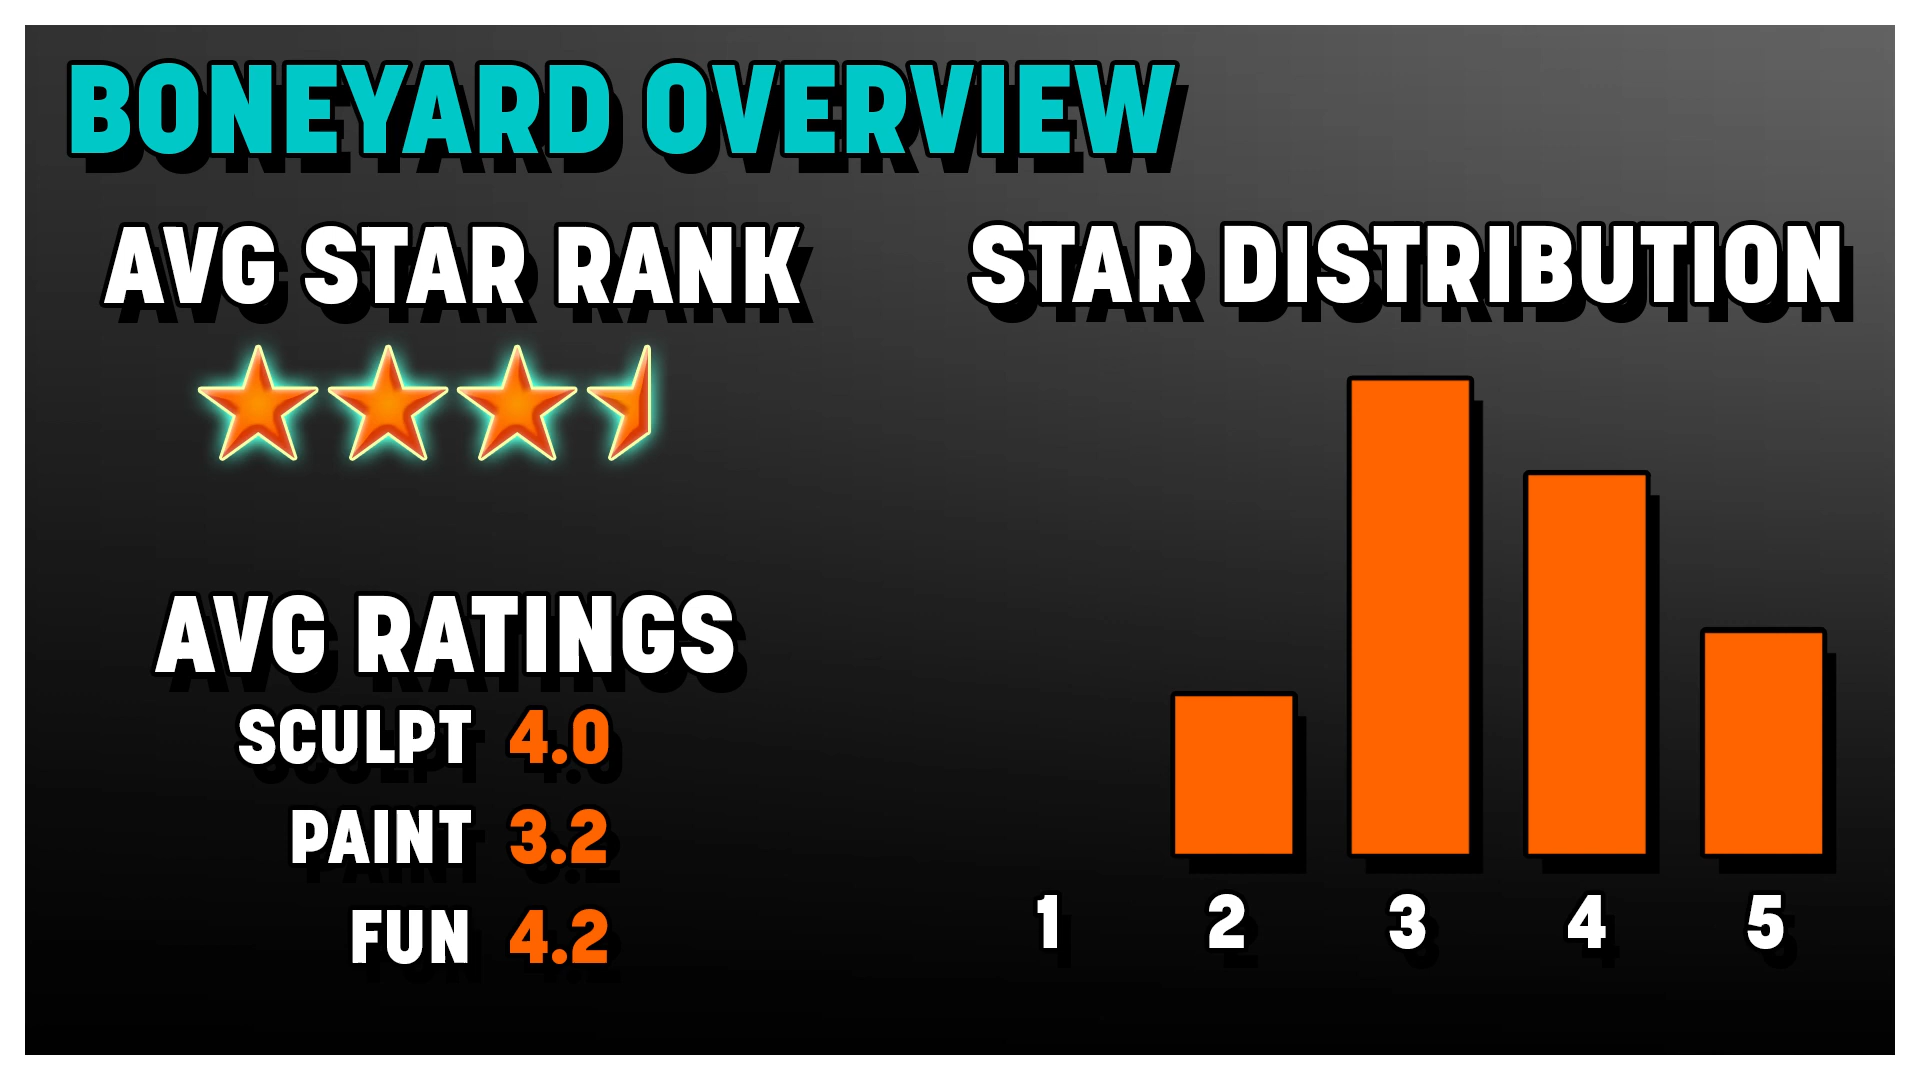 BONEYARD OVERVIEW
AVG STAR RANK
STAR DISTRIBUTION
AVG RATINGS
SCULPT 4.0
PAINT 3.2
FUN 4.2
1 2 3 4 5